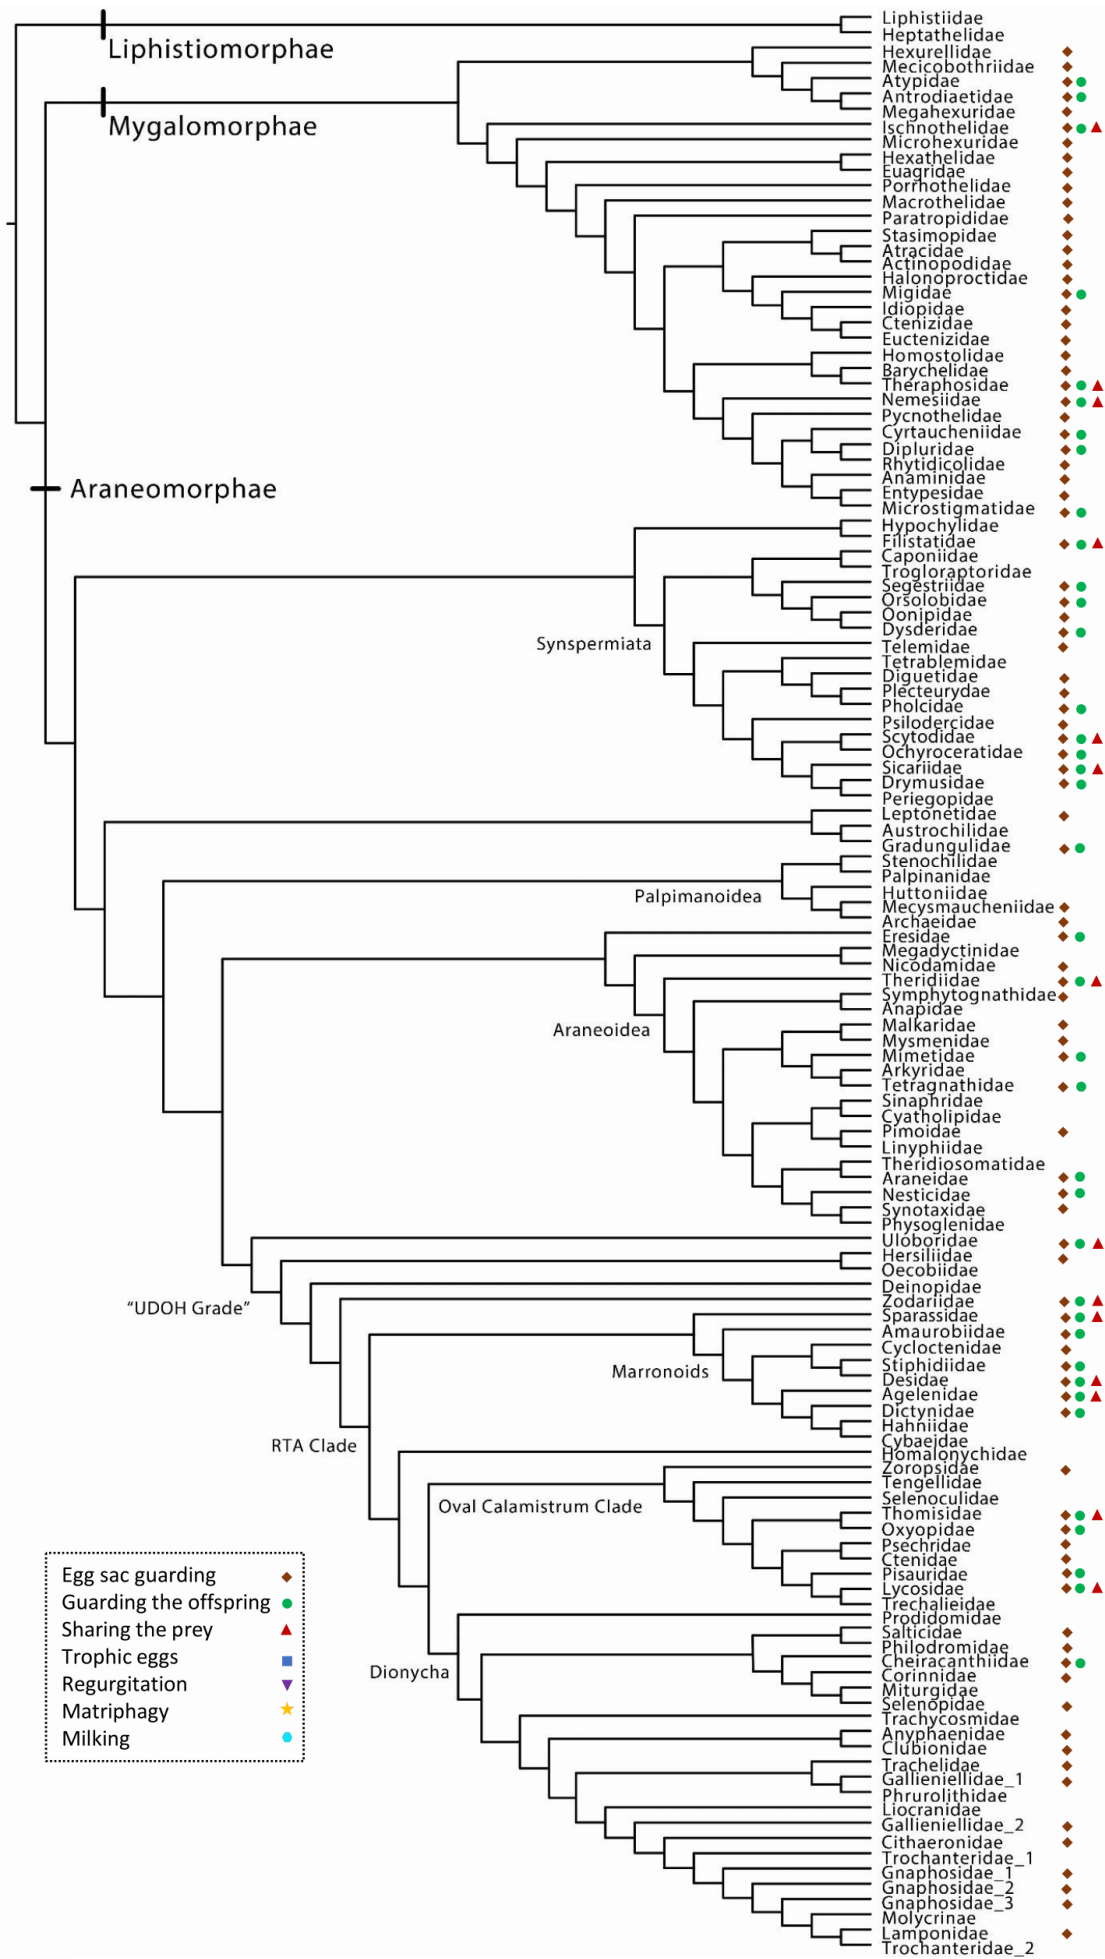 Liphistiidae
Heptathelidae
Liphistiomorphae
Hexurellidae
Mecicobothriidae
Atypidae
Antrodiaetidae
Megahexuridae
Mygalomorphae
Ischnothelidae
Microhexuridae
Hexathelidae
Euagridae
Porrhothelidae
Macrothelidae
Paratropididae
Stasimopidae
Atracidae
Actinopodidae
Halonoproctidae
Migidae
Idiopidae
Ctenizidae
Euctenizidae
Homostolidae
Barychelidae
Theraphosidae
Nemesiidae
Pycnothelidae
Cyrtaucheniidae
Dipluridae
Rhytidicolidae
Anaminidae
Araneomorphae
Entypesidae
Microstigmatidae
Hypochylidae
Filistatidae
Caponiidae
Trogloraptoridae
Segestriidae
Orsolobidae
Oonipidae
Dysderidae
Synspermiata
Telemidae
Tetrablemidae
Diguetidae
Plecteurydae
Pholcidae
Psilodercidae
Scytodidae
Ochyroceratidae
Sicariidae
Drymusidae
Periegopidae
Leptonetidae
Austrochilidae
Gradungulidae
Stenochilidae
Palpinanidae
Huttoniidae
Palpimanoidea
Mecysmaucheniidae
Archaeidae
Eresidae
Megadyctinidae
Nicodamidae
Theridiidae
Symphytognathidae
Anapidae
Araneoidea
Malkaridae
Mysmenidae
Mimetidae
Arkyridae
Tetragnathidae
Sinaphridae
Cyatholipidae
Pimoidae
Linyphiidae
Theridiosomatidae
Araneidae
Nesticidae
Synotaxidae
Physoglenidae
Uloboridae
Hersiliidae
Oecobiidae
Deinopidae
Zodariidae
"UDOH Grade"
Sparassidae
Amaurobiidae
Cycloctenidae
Stiphidiidae
Marronoids
Desidae
Agelenidae
Dictynidae
Hahniidae
Cybaeidae
RTA Clade
Homalonychidae
Zoropsidae
Tengellidae
Selenoculidae
Oval Calamistrum Clade
Thomisidae
Oxyopidae
Psechridae
Ctenidae
Pisauridae
Lycosidae
Trechalieidae
Prodidomidae
Salticidae
Philodromidae
Cheiracanthiidae
Dionycha
Corinnidae
Miturgidae
Selenopidae
Trachycosmidae
Anyphaenidae
Clubionidae
Trachelidae
Gallieniellidae_1
Phrurolithidae
Liocranidae
Gallieniellidae_2
Cithaeronidae
Trochanteridae_1
Gnaphosidae_1
Gnaphosidae_2
Gnaphosidae_3
Molycrinae
Lamponidae
Trochanteridae_2
Egg sac guarding
Guarding the offspring
Sharing the prey
Trophic eggs
Regurgitation
Matriphagy
Milking